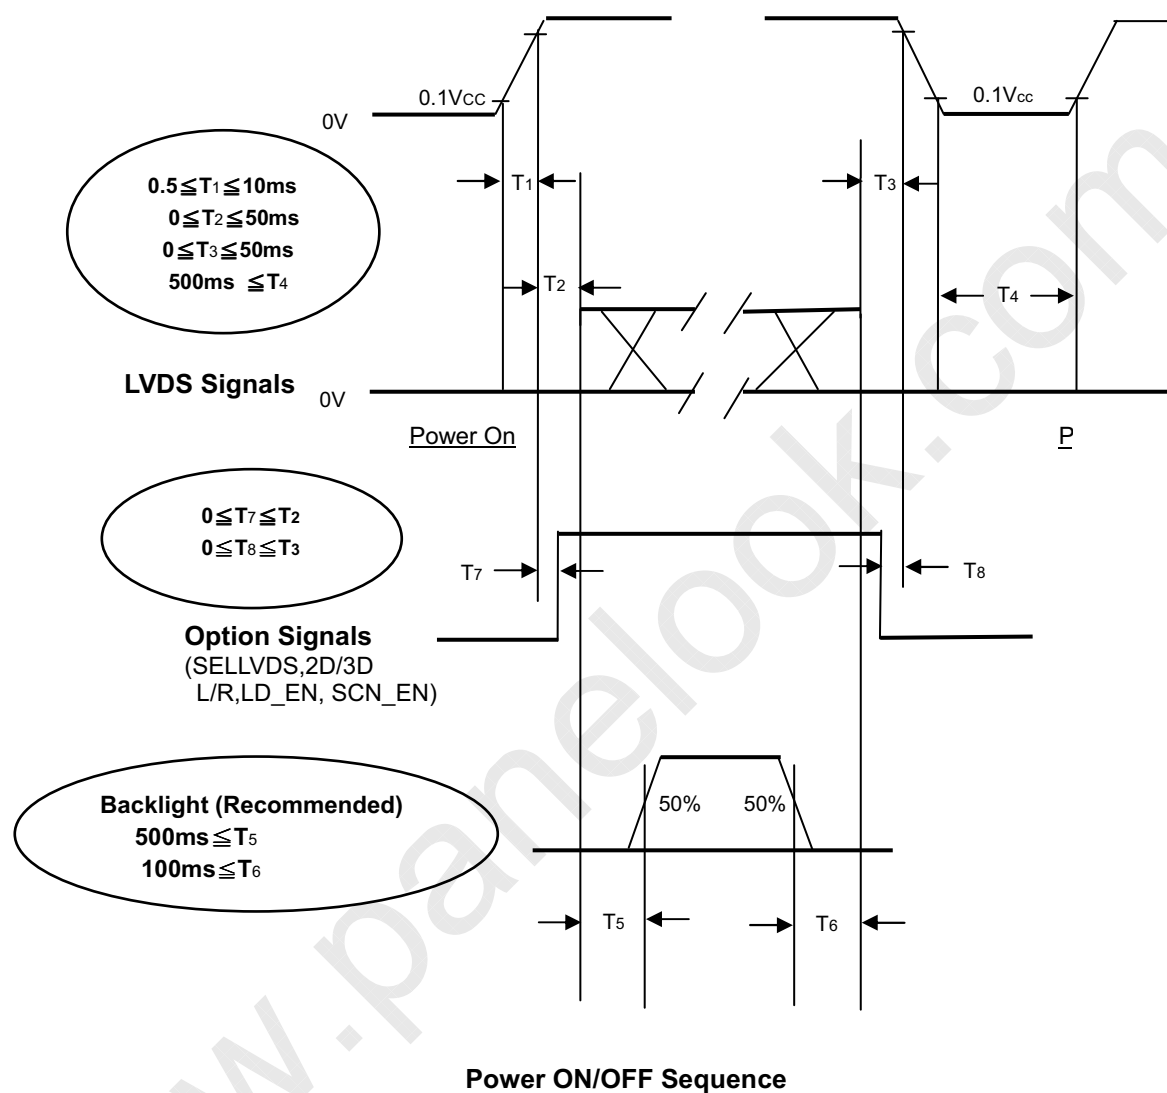 0.1Vcc
0.1Vcc
0V
0.5≦T1≦10ms
0≦T2≦50ms
0≦T3≦50ms
500ms ≦T4
T1
T3
T2
T4
LVDS Signals
0V
Power On
P
0≦T7≦T2
0≦T8≦T3
T7
T8
Option Signals
(SELLVDS,2D/3D
L/R,LD_EN, SCN_EN)
Backlight (Recommended)
500ms≦T5
100ms≦T6
50%
50%
T5
T6
Power ON/OFF Sequence
w.panelook.com